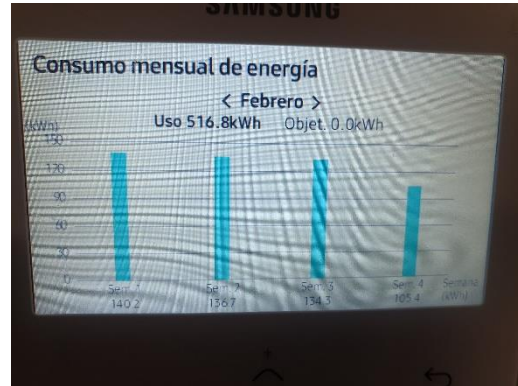 SAMSUNG
Consumo mensual de energía
< Febrero >
Uso 516.8kWh Objet. 0.0kWh
(kWh)
150
120
90
60
30
0
Sem. 1 Sem. 2 Sem. 3 Sem. 4 Semana
140.2 136.7 134.3 105.4 (kWh)